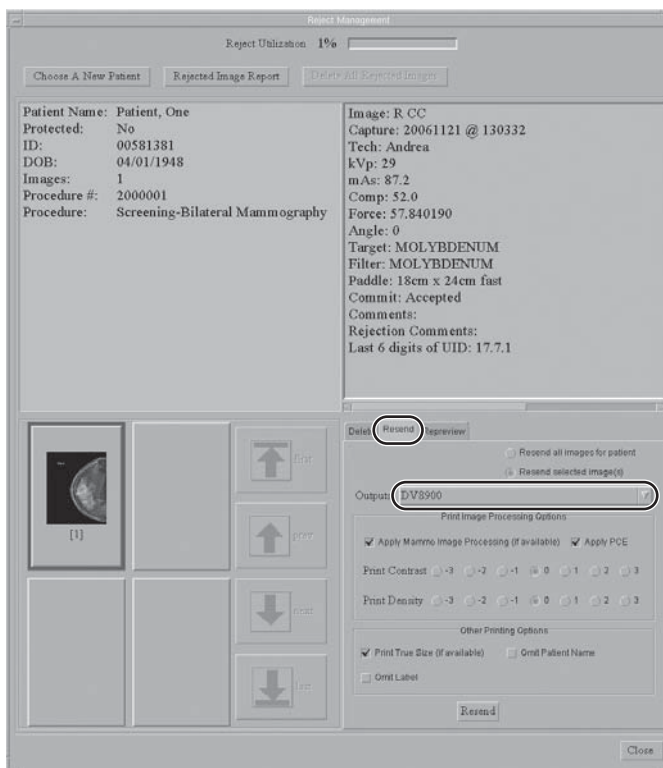 Reject Management
Reject Utilization 1%
Choose A New Patient Rejected Image Report Delete All Rejected Images
Patient Name: Patient, One
Protected: No
ID: 00581381
DOB: 04/01/1948
Images: 1
Procedure #: 2000001
Procedure: Screening-Bilateral Mammography
Image: R CC
Capture: 20061121 @ 130332
Tech: Andrea
kVp: 29
mAs: 87.2
Comp: 52.0
Force: 57.840190
Angle: 0
Target: MOLYBDENUM
Filter: MOLYBDENUM
Paddle: 18cm x 24cm fast
Commit: Accepted
Comments:
Rejection Comments:
Last 6 digits of UID: 17.7.1
[1]
first
prev
next
last
Delete Resend Repreview
Resend all images for patient
Resend selected image(s)
Output: DV8900
Print Image Processing Options
Apply Mammo Image Processing (if available) Apply PCE
Print Contrast -3 -2 -1 0 1 2 3
Print Density -3 -2 -1 0 1 2 3
Other Printing Options
Print True Size (if available) Omit Patient Name
Omit Label
Resend
Close